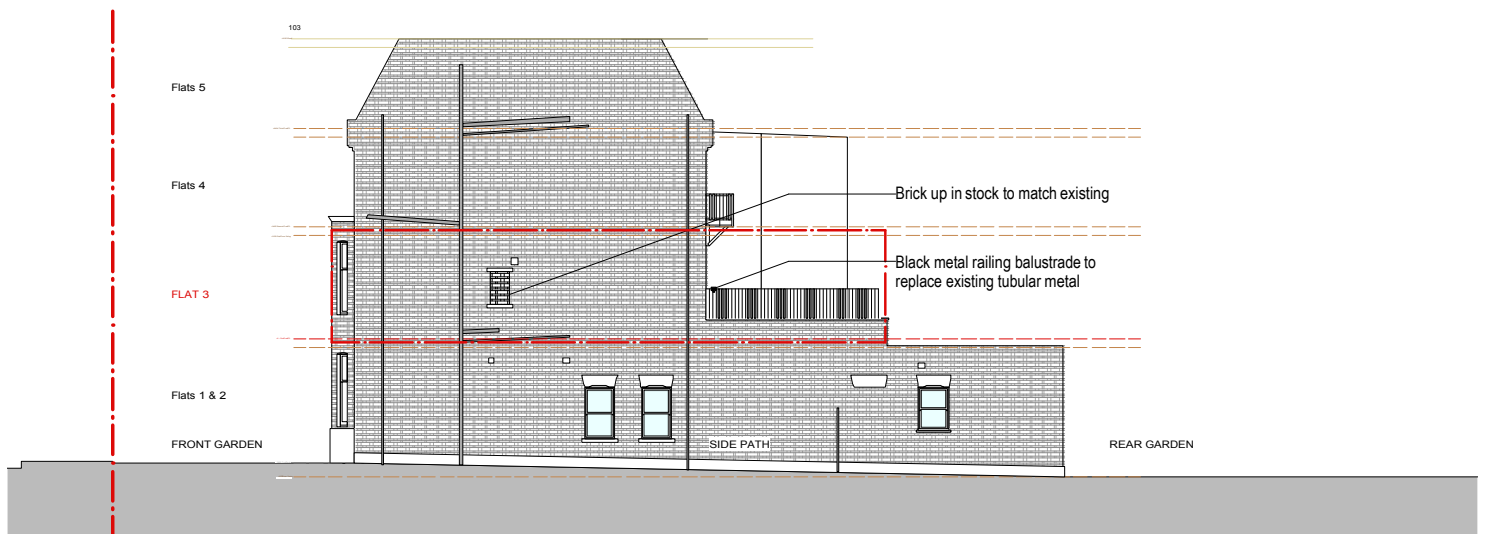 103
Flats 5
Flats 4
Brick up in stock to match existing
Black metal railing balustrade to
replace existing tubular metal
FLAT 3
Flats 1 & 2
FRONT GARDEN
SIDE PATH
REAR GARDEN